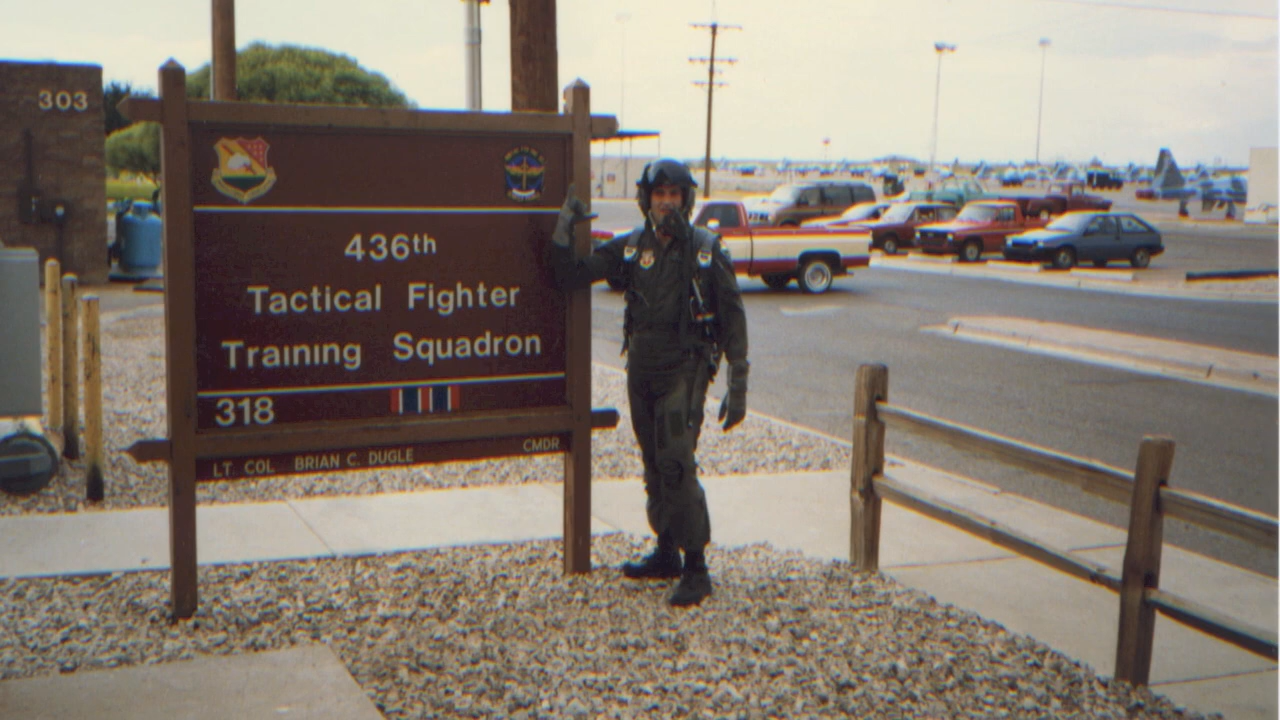 303
436th
Tactical Fighter
Training Squadron
318
LT. COL BRIAN C. DUGLE CMDR